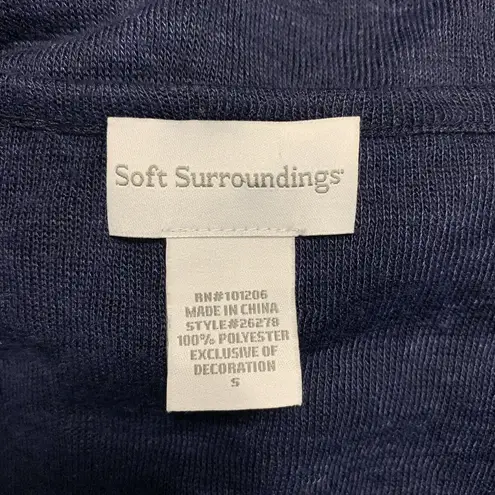 Soft Surroundings
RN#101206
MADE IN CHINA
STYLE#26278
100% POLYESTER
EXCLUSIVE OF
DECORATION
S